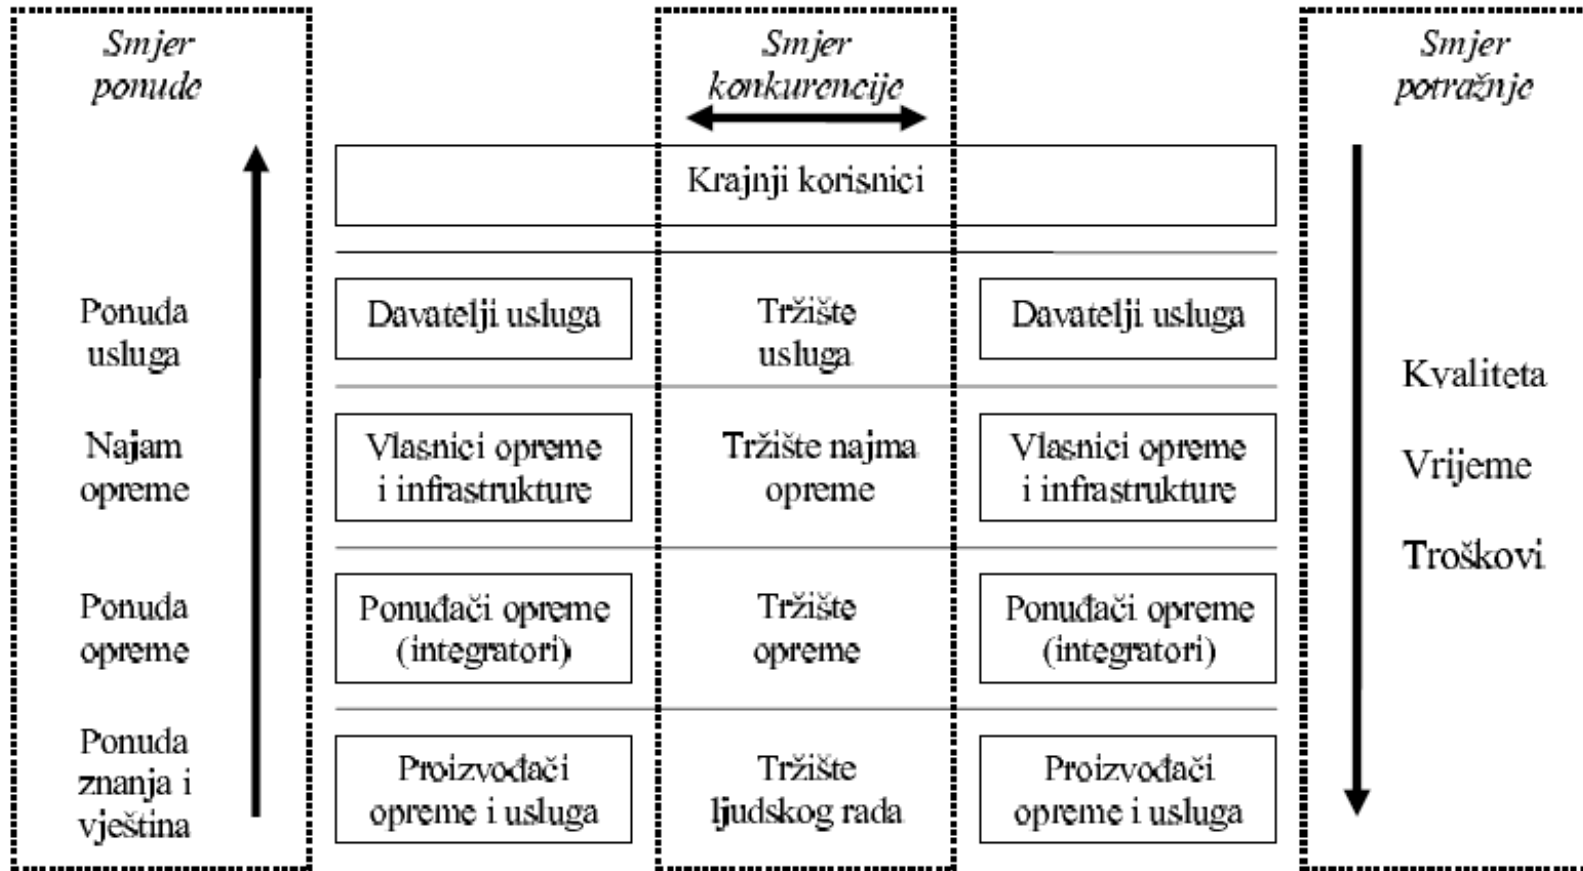 Smjer
ponude
Smjer
konkurencije
Smjer
potražnje
Krajnji korisnici
Ponuda
usluga
Davatelji usluga
Tržište
usluga
Davatelji usluga
Najam
opreme
Vlasnici opreme
i infrastrukture
Tržište najma
opreme
Vlasnici opreme
i infrastrukture
Ponuda
opreme
Ponuđači opreme
(integratori)
Tržište
opreme
Ponuđači opreme
(integratori)
Ponuda
znanja i
vještina
Proizvođači
opreme i usluga
Tržište
ljudskog rada
Proizvođači
opreme i usluga
Kvaliteta
Vrijeme
Troškovi